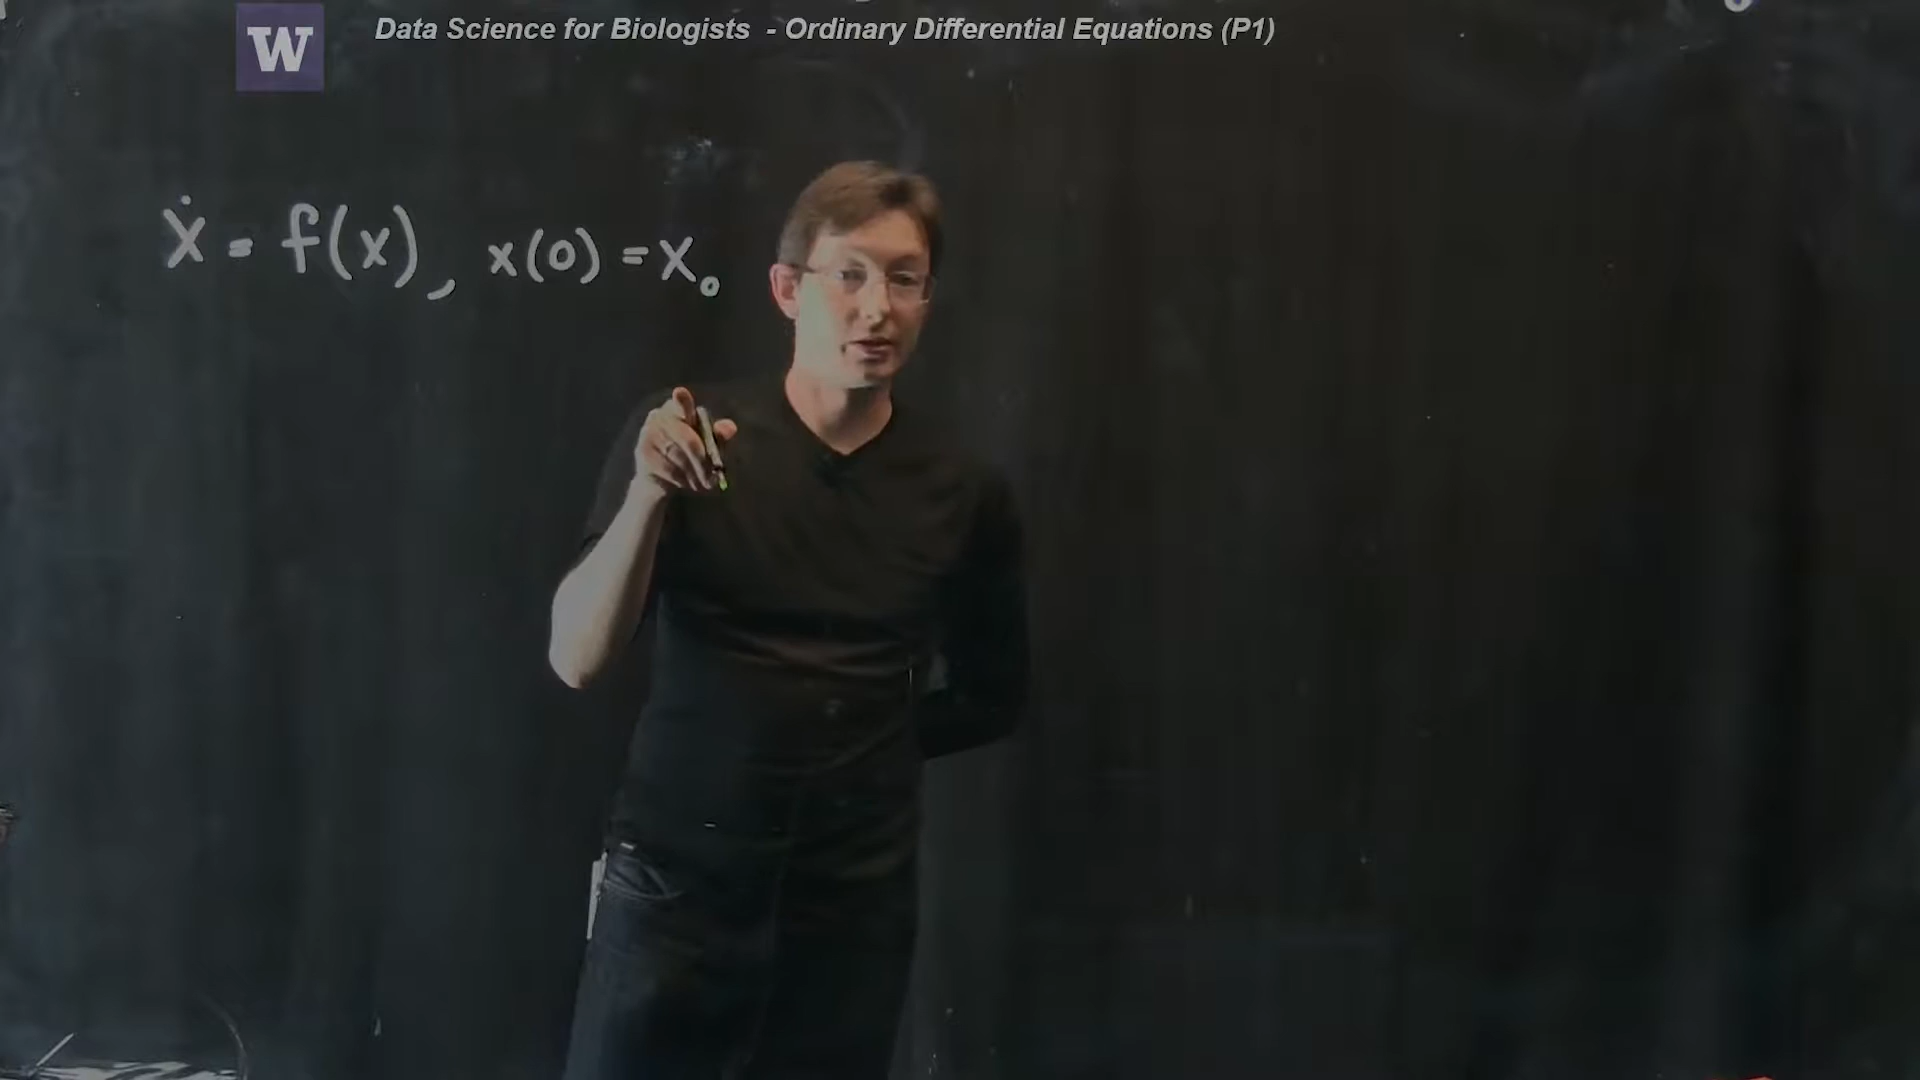 W
Data Science for Biologists - Ordinary Differential Equations (P1)
ẋ = f(x), x(0) = x₀